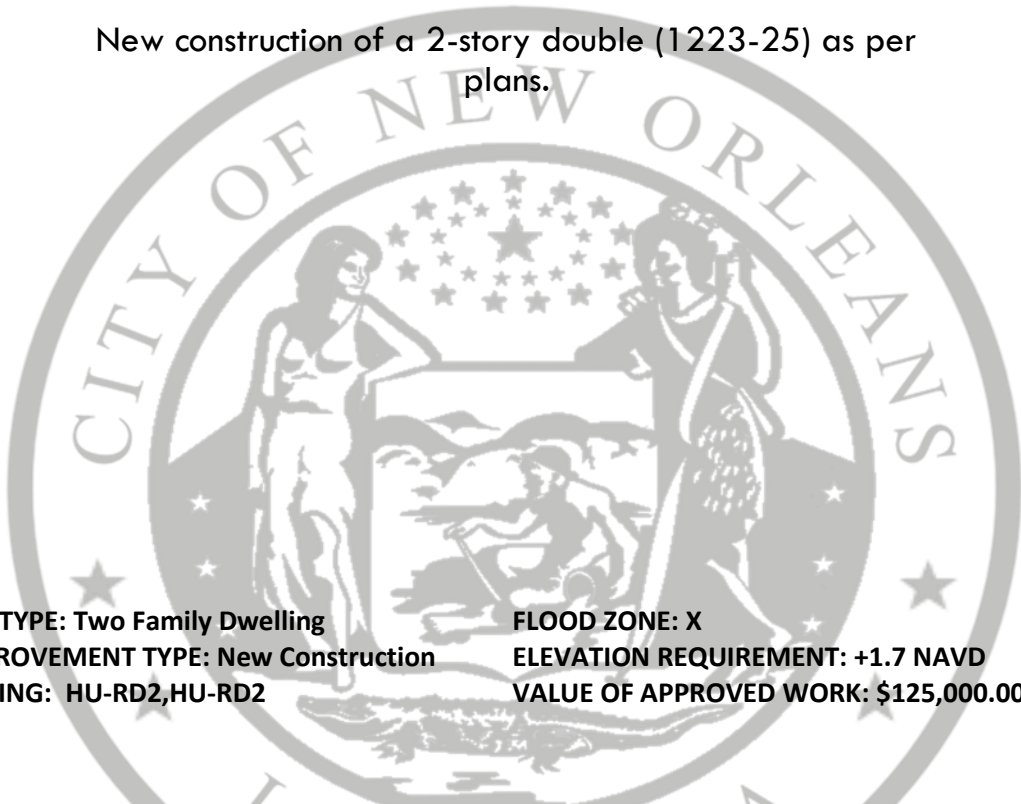 New construction of a 2-story double (1223-25) as per
plans.
CITY OF NEW ORLEANS
TYPE: Two Family Dwelling
FLOOD ZONE: X
ROVEMENT TYPE: New Construction
ELEVATION REQUIREMENT: +1.7 NAVD
ING: HU-RD2,HU-RD2
VALUE OF APPROVED WORK: $125,000.00